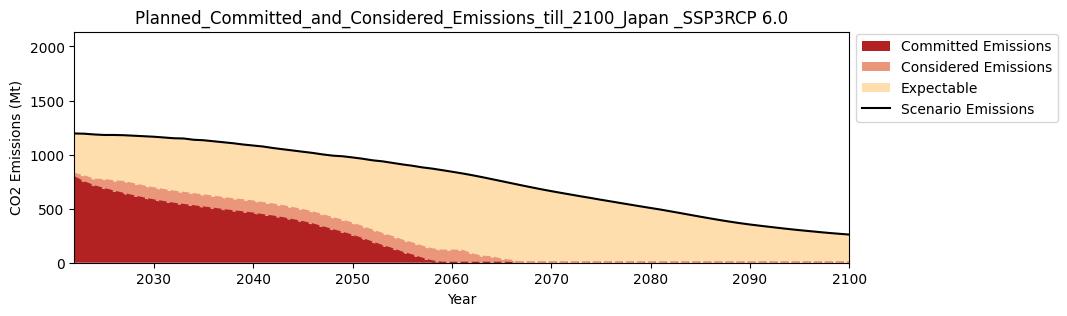 Planned_Committed_and_Considered_Emissions_till_2100_Japan _SSP3RCP 6.0
2000
1500
1000
500
0
CO2 Emissions (Mt)
2030
2040
2050
2060
2070
2080
2090
2100
Year
Committed Emissions
Considered Emissions
Expectable
Scenario Emissions